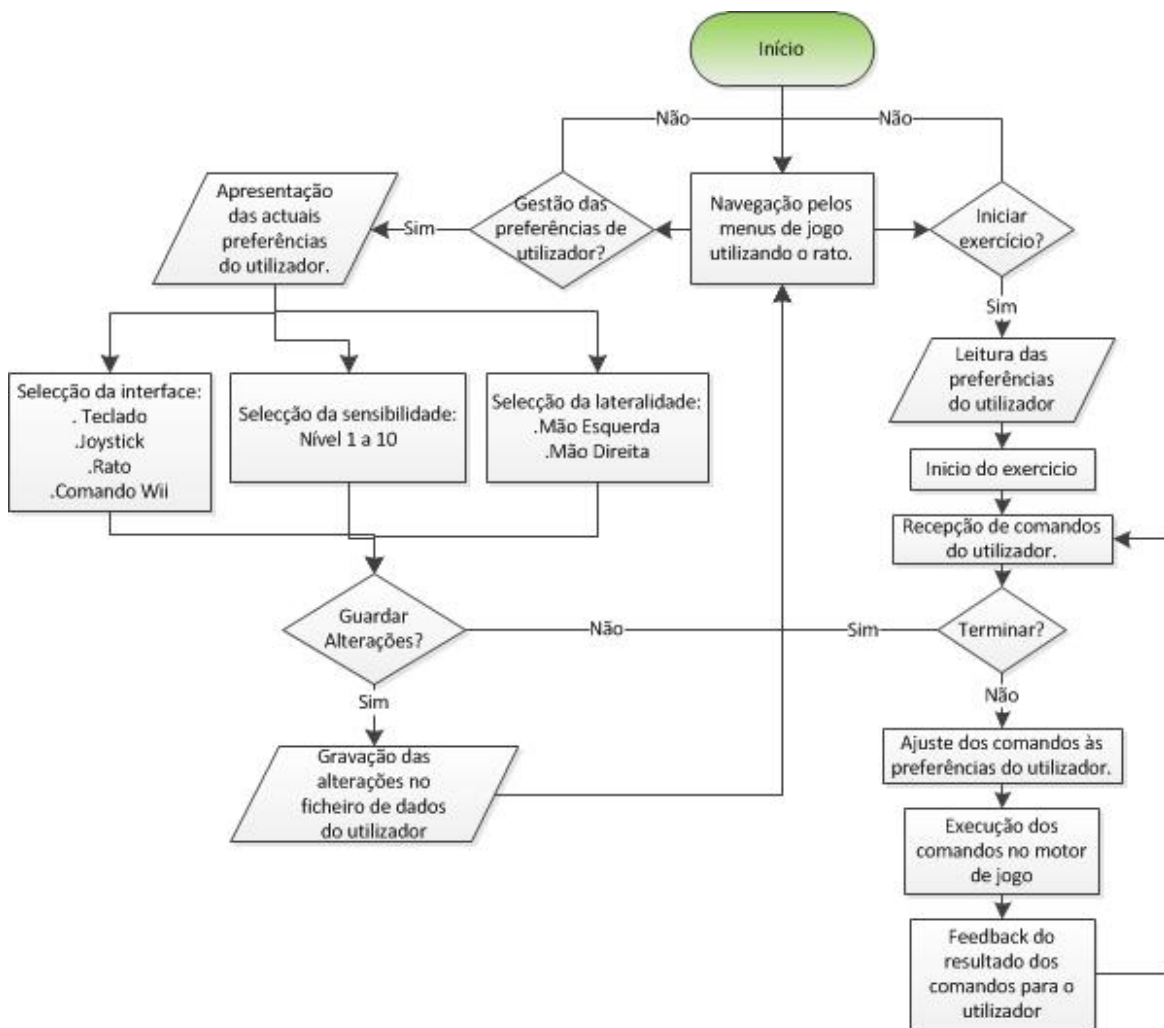 Início
Não
Não
Apresentação
das actuais
preferências
do utilizador.
Sim
Gestão das
preferências de
utilizador?
Navegação pelos
menus de jogo
utilizando o rato.
Iniciar
exercício?
Sim
Leitura das
preferências
do utilizador
Selecção da interface:
. Teclado
.Joystick
.Rato
.Comando Wii
Selecção da sensibilidade:
Nível 1 a 10
Selecção da lateralidade:
.Mão Esquerda
.Mão Direita
Inicio do exercicio
Recepção de comandos
do utilizador.
Guardar
Alterações?
Não
Sim
Terminar?
Sim
Não
Gravação das
alterações no
ficheiro de dados
do utilizador
Ajuste dos comandos às
preferências do utilizador.
Execução dos
comandos no motor
de jogo
Feedback do
resultado dos
comandos para o
utilizador